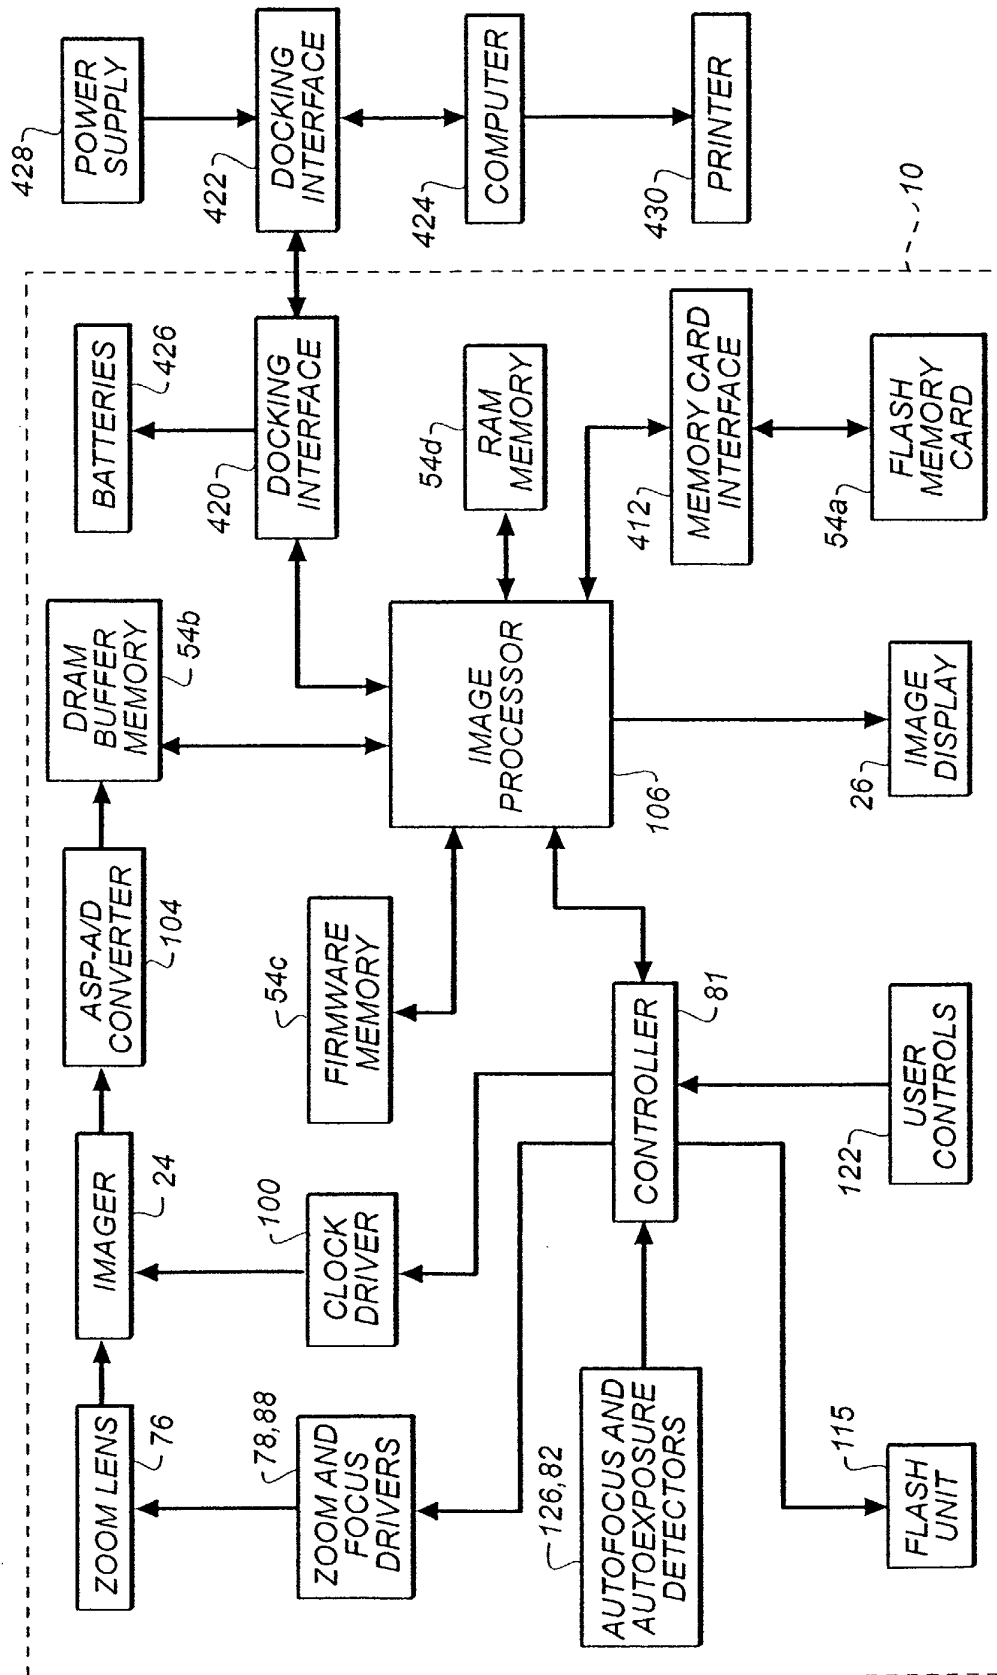 ZOOM LENS
76
IMAGER
24
ASP-A/D
CONVERTER
104
DRAM
BUFFER
MEMORY
54b
BATTERIES
426
POWER
SUPPLY
428
ZOOM AND
FOCUS
DRIVERS
78,88
CLOCK
DRIVER
100
FIRMWARE
MEMORY
54c
DOCKING
INTERFACE
420
DOCKING
INTERFACE
422
IMAGE
PROCESSOR
106
RAM
MEMORY
54d
COMPUTER
424
AUTOFOCUS AND
AUTOEXPOSURE
DETECTORS
126,82
CONTROLLER
81
MEMORY CARD
INTERFACE
412
PRINTER
430
FLASH
UNIT
115
USER
CONTROLS
122
IMAGE
DISPLAY
26
FLASH
MEMORY
CARD
54a
10